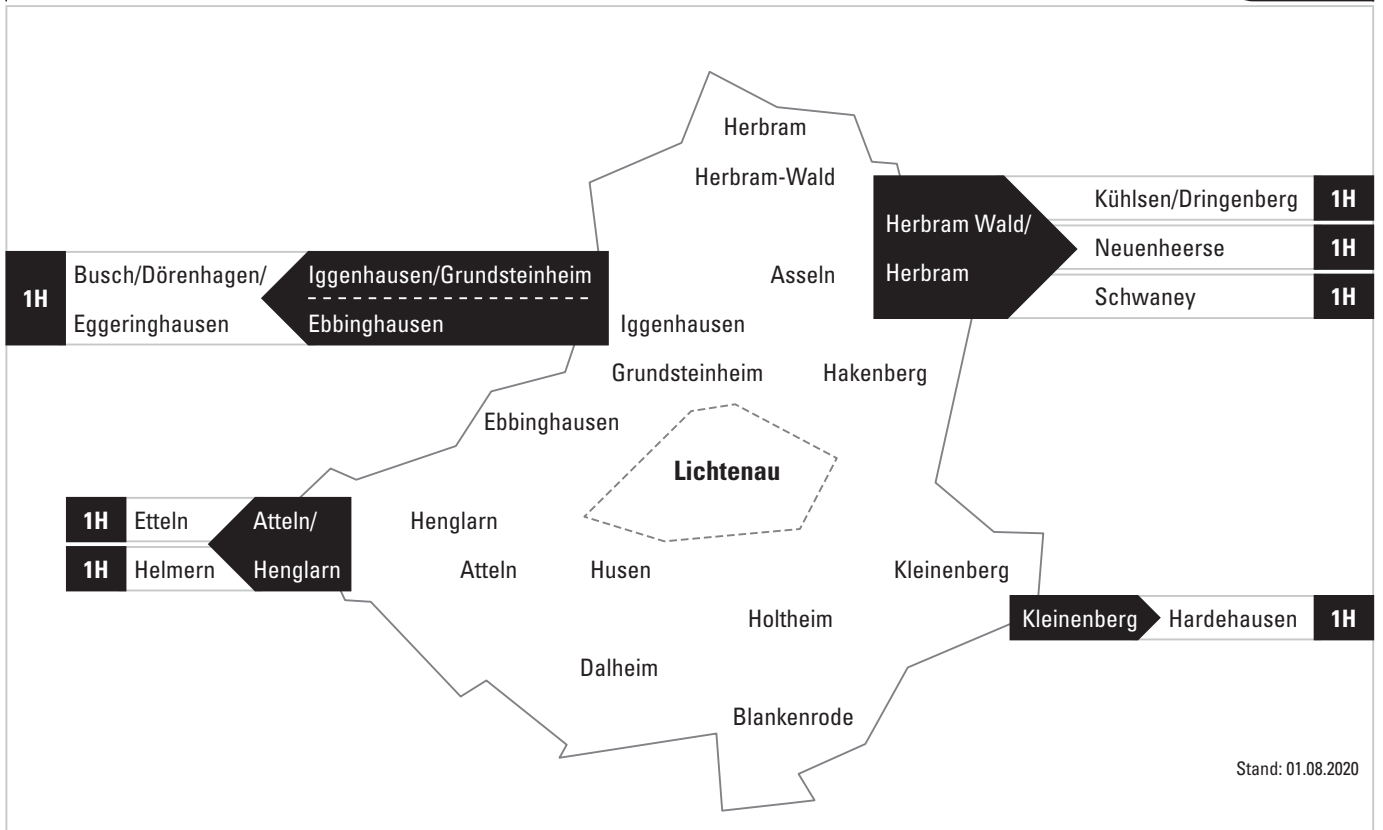 Herbram
Herbram-Wald
Herbram Wald/
Herbram
Kühlsen/Dringenberg 1H
Neuenheerse 1H
Schwaney 1H
1H
Busch/Dörenhagen/
Eggeringhausen
Iggenhausen/Grundsteinheim
Ebbinghausen
Asseln
Iggenhausen
Grundsteinheim
Hakenberg
Ebbinghausen
Lichtenau
1H Etteln
1H Helmern
Atteln/
Henglarn
Henglarn
Atteln
Husen
Kleinenberg
Kleinenberg Hardehausen 1H
Holtheim
Dalheim
Blankenrode
Stand: 01.08.2020